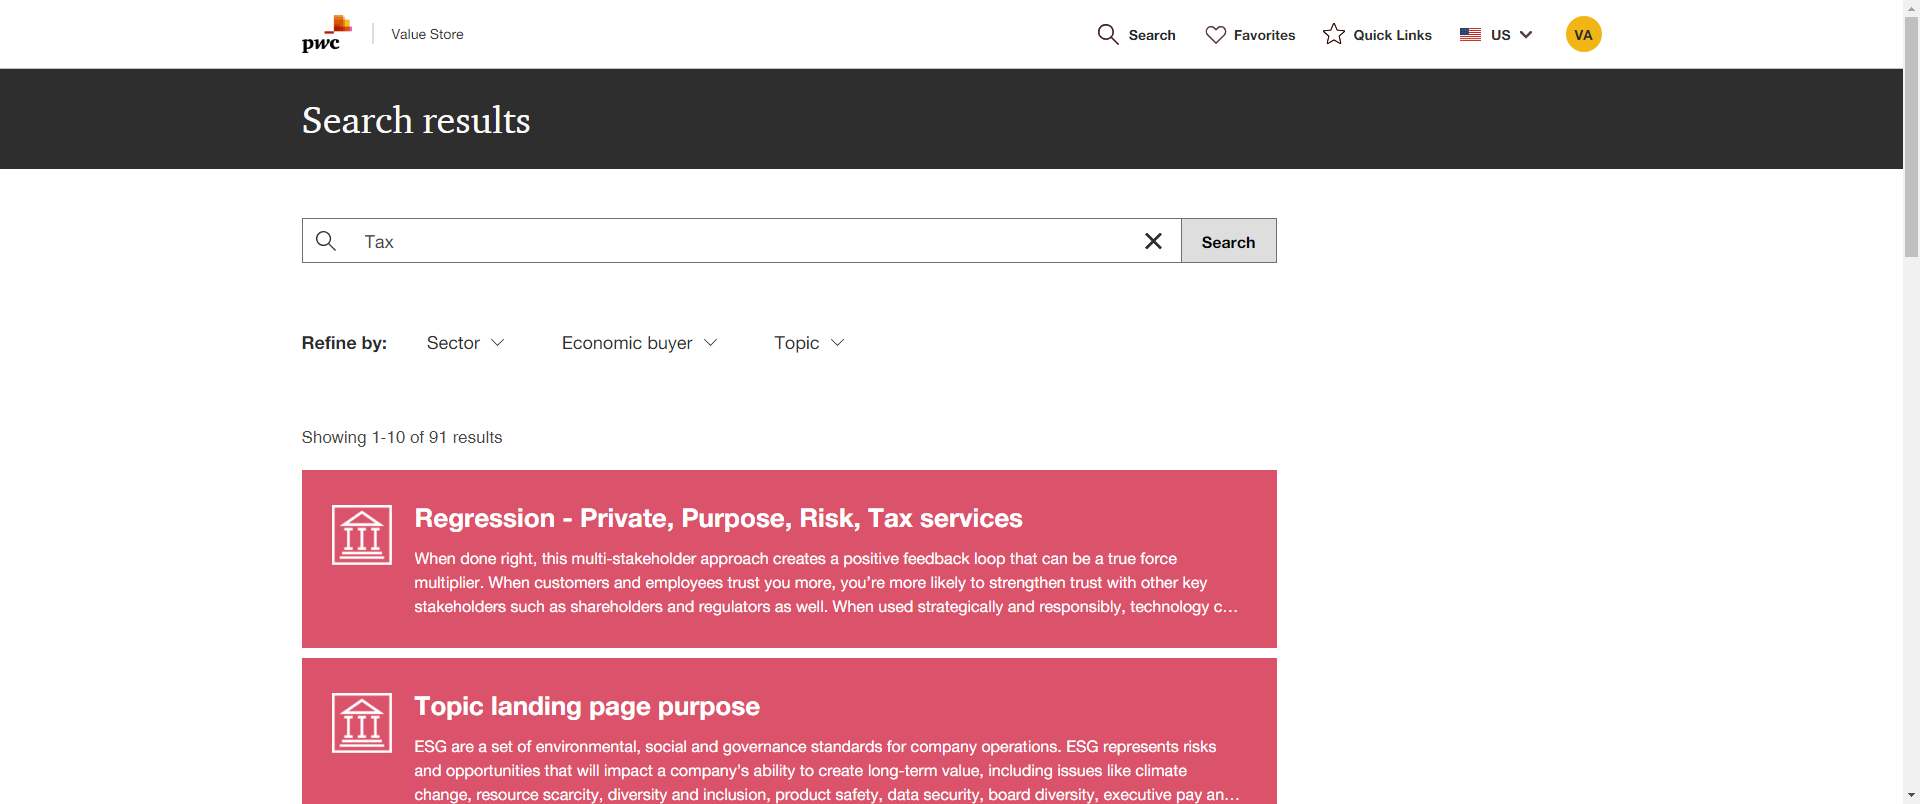 pwc
Value Store
Search
Favorites
Quick Links
US
VA
Search results
Tax
Search
Refine by:
Sector
Economic buyer
Topic
Showing 1-10 of 91 results
Regression - Private, Purpose, Risk, Tax services
When done right, this multi-stakeholder approach creates a positive feedback loop that can be a true force
multiplier. When customers and employees trust you more, you’re more likely to strengthen trust with other key
stakeholders such as shareholders and regulators as well. When used strategically and responsibly, technology c...
Topic landing page purpose
ESG are a set of environmental, social and governance standards for company operations. ESG represents risks
and opportunities that will impact a company’s ability to create long-term value, including issues like climate
change, resource scarcity, diversity and inclusion, product safety, data security, board diversity, executive pay an...